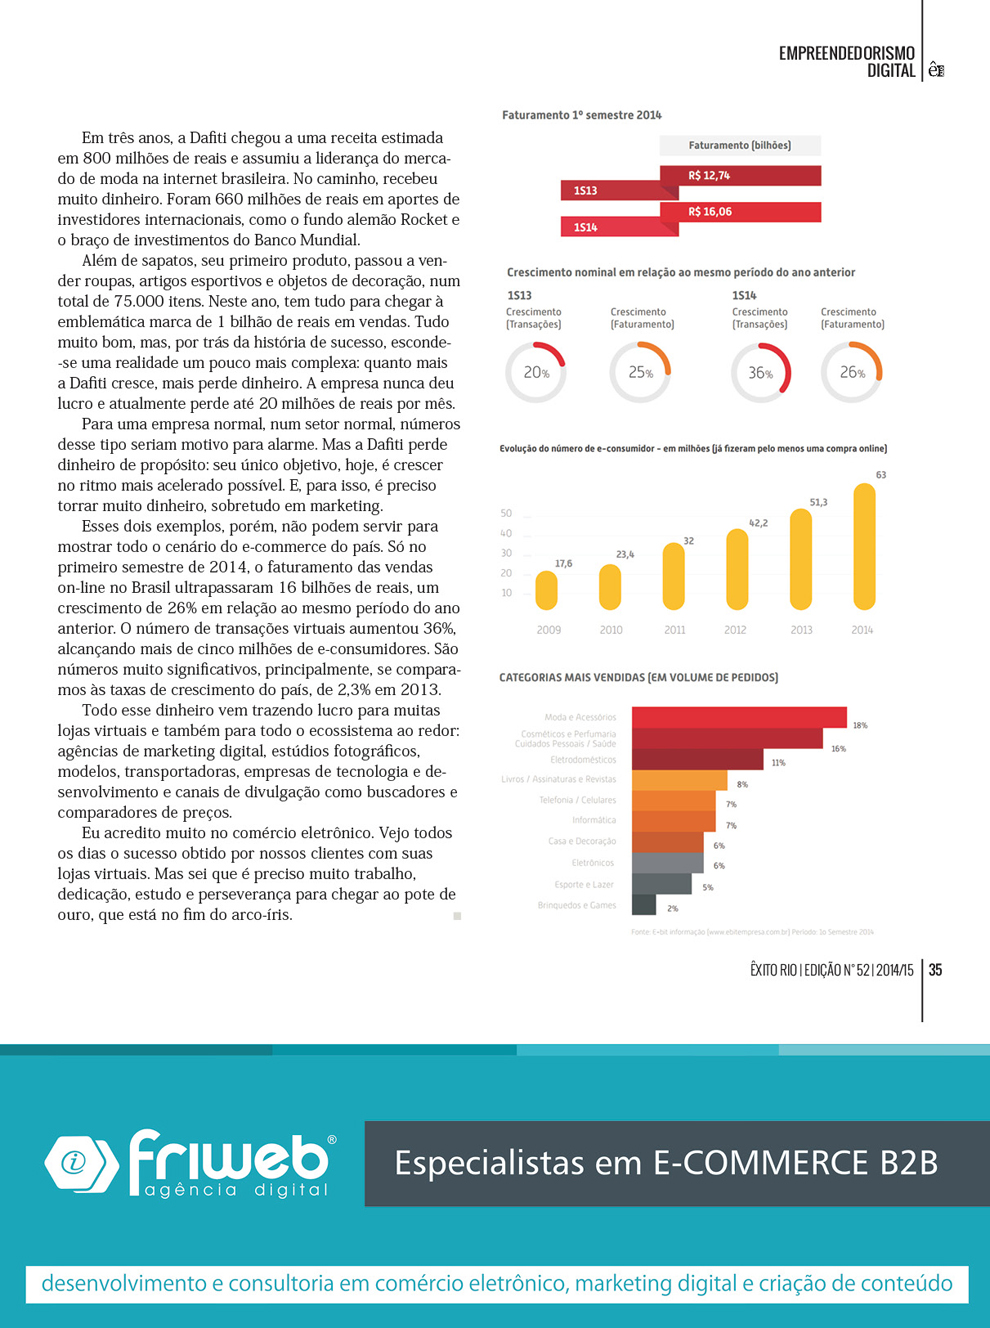 EMPREENDEDORISMO
DIGITAL
Em três anos, a Dafiti chegou a uma receita estimada
em 800 milhões de reais e assumiu a liderança do merca-
do de moda na internet brasileira. No caminho, recebeu
muito dinheiro. Foram 660 milhões de reais em aportes de
investidores internacionais, como o fundo alemão Rocket e
o braço de investimentos do Banco Mundial.
Além de sapatos, seu primeiro produto, passou a ven-
der roupas, artigos esportivos e objetos de decoração, num
total de 75.000 itens. Neste ano, tem tudo para chegar à
emblemática marca de 1 bilhão de reais em vendas. Tudo
muito bom, mas, por trás da história de sucesso, esconde-
-se uma realidade um pouco mais complexa: quanto mais
a Dafiti cresce, mais perde dinheiro. A empresa nunca deu
lucro e atualmente perde até 20 milhões de reais por mês.
Para uma empresa normal, num setor normal, números
desse tipo seriam motivo para alarme. Mas a Dafiti perde
dinheiro de propósito: seu único objetivo, hoje, é crescer
no ritmo mais acelerado possível. E, para isso, é preciso
torrar muito dinheiro, sobretudo em marketing.
Esses dois exemplos, porém, não podem servir para
mostrar todo o cenário do e-commerce do país. Só no
primeiro semestre de 2014, o faturamento das vendas
on-line no Brasil ultrapassaram 16 bilhões de reais, um
crescimento de 26% em relação ao mesmo período do ano
anterior. O número de transações virtuais aumentou 36%,
alcançando mais de cinco milhões de e-consumidores. São
números muito significativos, principalmente, se compara-
mos às taxas de crescimento do país, de 2,3% em 2013.
Todo esse dinheiro vem trazendo lucro para muitas
lojas virtuais e também para todo o ecossistema ao redor:
agências de marketing digital, estúdios fotográficos,
modelos, transportadoras, empresas de tecnologia e de-
senvolvimento e canais de divulgação como buscadores e
comparadores de preços.
Eu acredito muito no comércio eletrônico. Vejo todos
os dias o sucesso obtido por nossos clientes com suas
lojas virtuais. Mas sei que é preciso muito trabalho,
dedicação, estudo e perseverança para chegar ao pote de
ouro, que está no fim do arco-íris.
Faturamento 1º semestre 2014
Faturamento (bilhões)
R$ 12,74
1S13
R$ 16,06
1S14
Crescimento nominal em relação ao mesmo período do ano anterior
1S13 1S14
Crescimento Crescimento Crescimento Crescimento
(Transações) (Faturamento) (Transações) (Faturamento)
20% 25% 36% 26%
Evolução do número de e-consumidor - em milhões (já fizeram pelo menos uma compra online)
63
51,3
50
42,2
40
32
30
23,4
17,6
20
10
2009 2010 2011 2012 2013 2014
CATEGORIAS MAIS VENDIDAS (EM VOLUME DE PEDIDOS)
Moda e Acessórios 18%
Cosméticos e Perfumaria
Cuidados Pessoais / Saúde 16%
Eletrodomésticos 11%
Livros / Assinaturas e Revistas 8%
Telefonia / Celulares 7%
Informática 7%
Casa e Decoração 6%
Eletrônicos 6%
Esporte e Lazer 5%
Brinquedos e Games 2%
Fonte: E-bit informação (www.ebitempresa.com.br) Período: 1o Semestre 2014
ÊXITO RIO | EDIÇÃO N° 52 | 2014/15 35
i friweb®
agência digital
Especialistas em E-COMMERCE B2B
desenvolvimento e consultoria em comércio eletrônico, marketing digital e criação de conteúdo